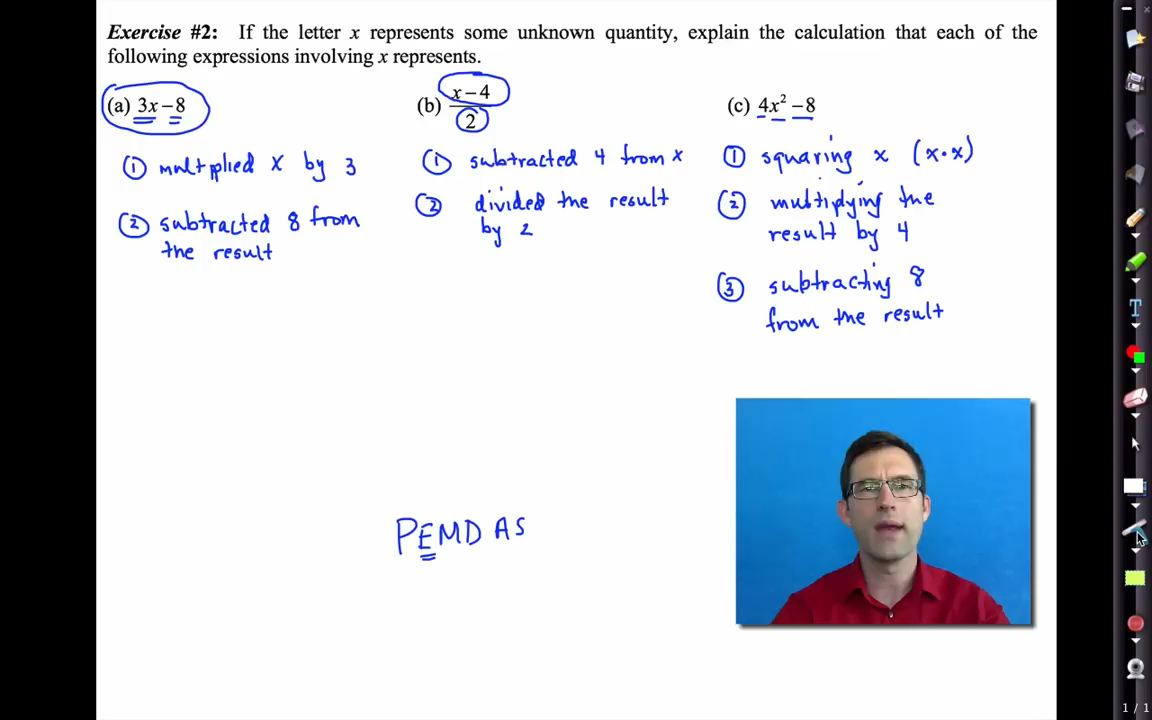 Exercise #2: If the letter x represents some unknown quantity, explain the calculation that each of the
following expressions involving x represents.
(a) 3x – 8
① multplied x by 3
② subtracted 8 from
the result
(b) x – 4
2
① subtracted 4 from x
② divided the result
by 2
(c) 4x² – 8
① squaring x (x·x)
② multiplying the
result by 4
③ subtracting 8
from the result
PEMDAS
T
1 / 1